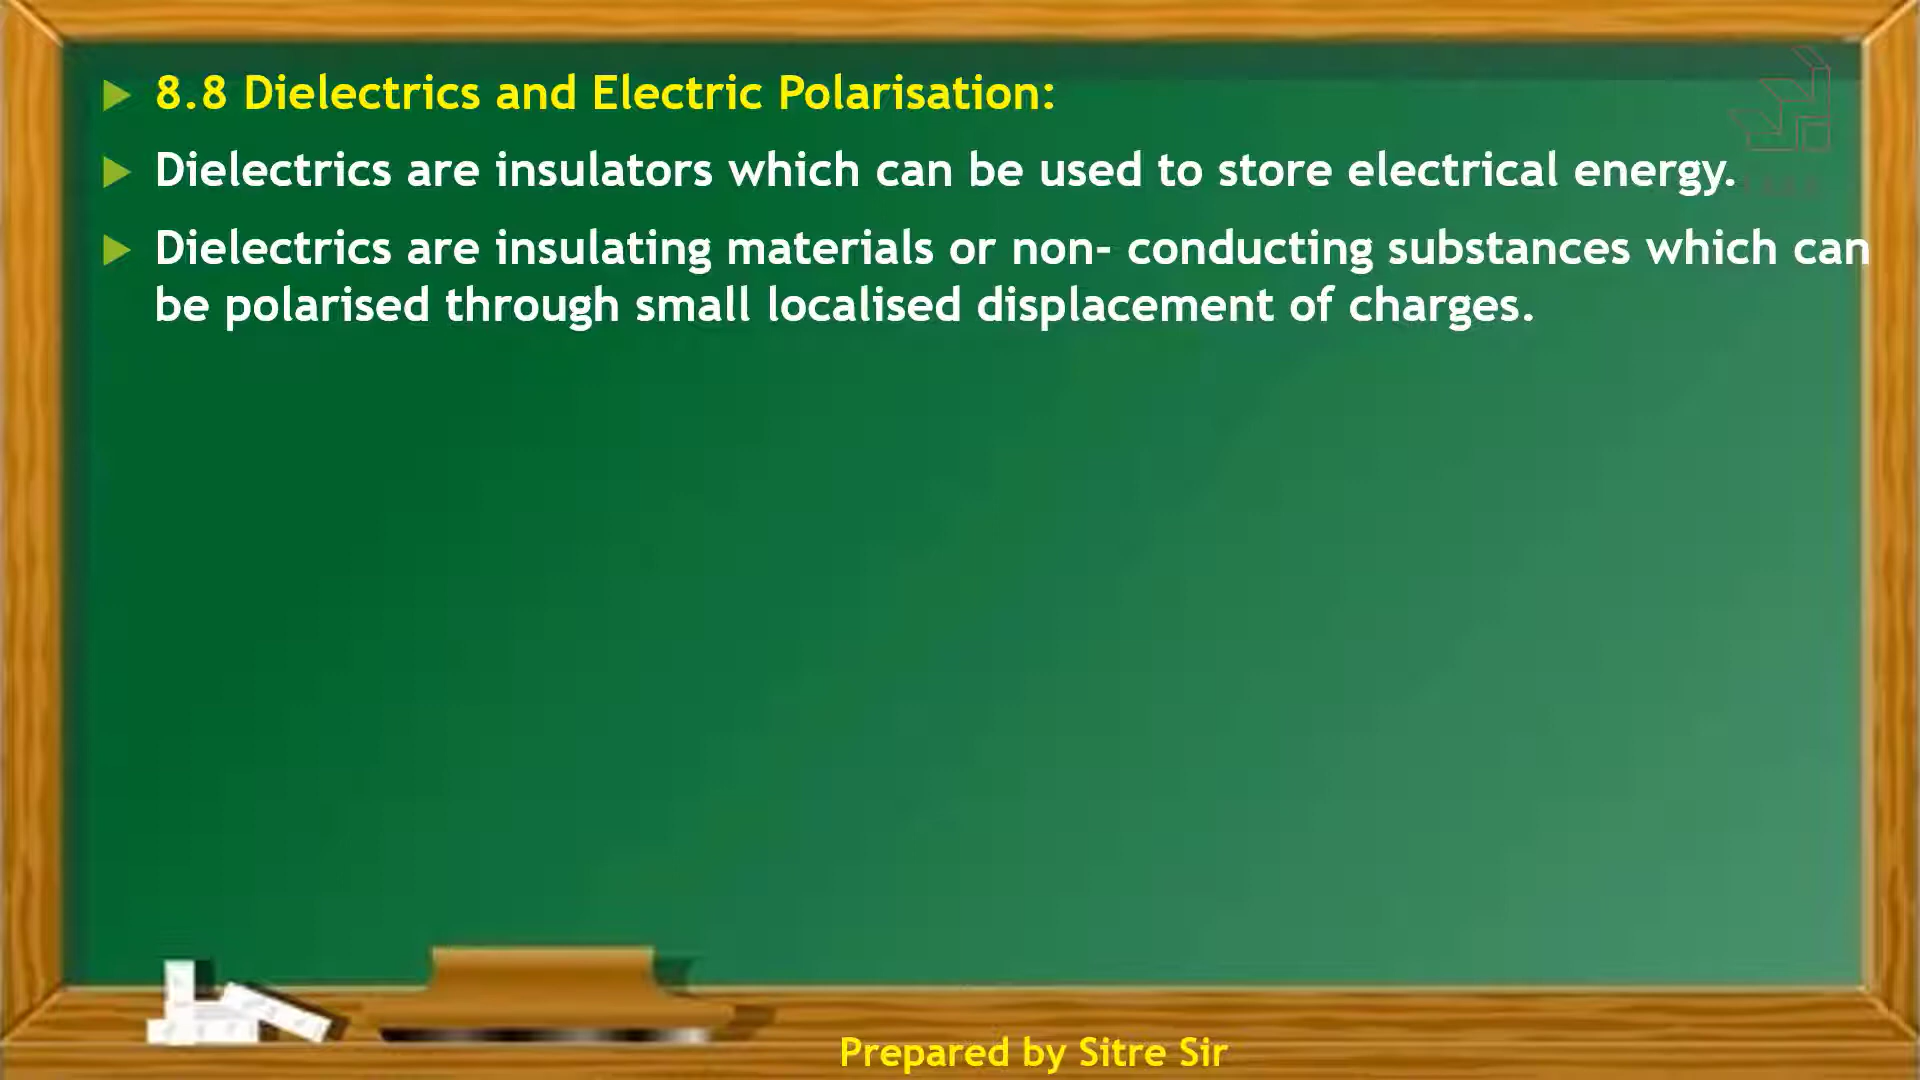 8.8 Dielectrics and Electric Polarisation:
Dielectrics are insulators which can be used to store electrical energy.
Dielectrics are insulating materials or non- conducting substances which can
be polarised through small localised displacement of charges.
Prepared by Sitre Sir